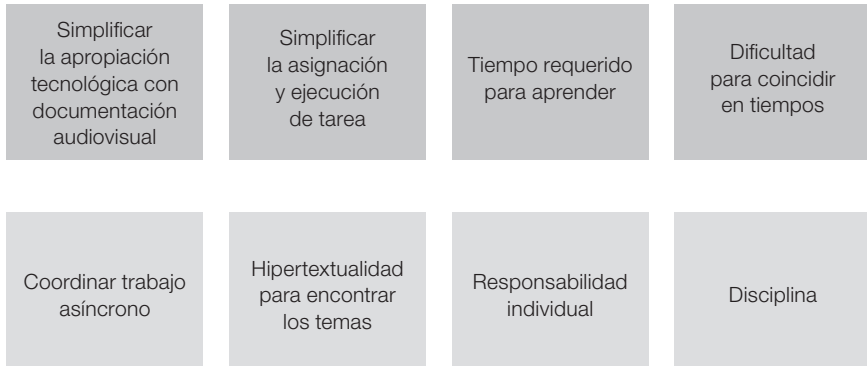 Simplificar
la apropiación
tecnológica con
documentación
audiovisual
Simplificar
la asignación
y ejecución
de tarea
Tiempo requerido
para aprender
Dificultad
para coincidir
en tiempos
Coordinar trabajo
asíncrono
Hipertextualidad
para encontrar
los temas
Responsabilidad
individual
Disciplina